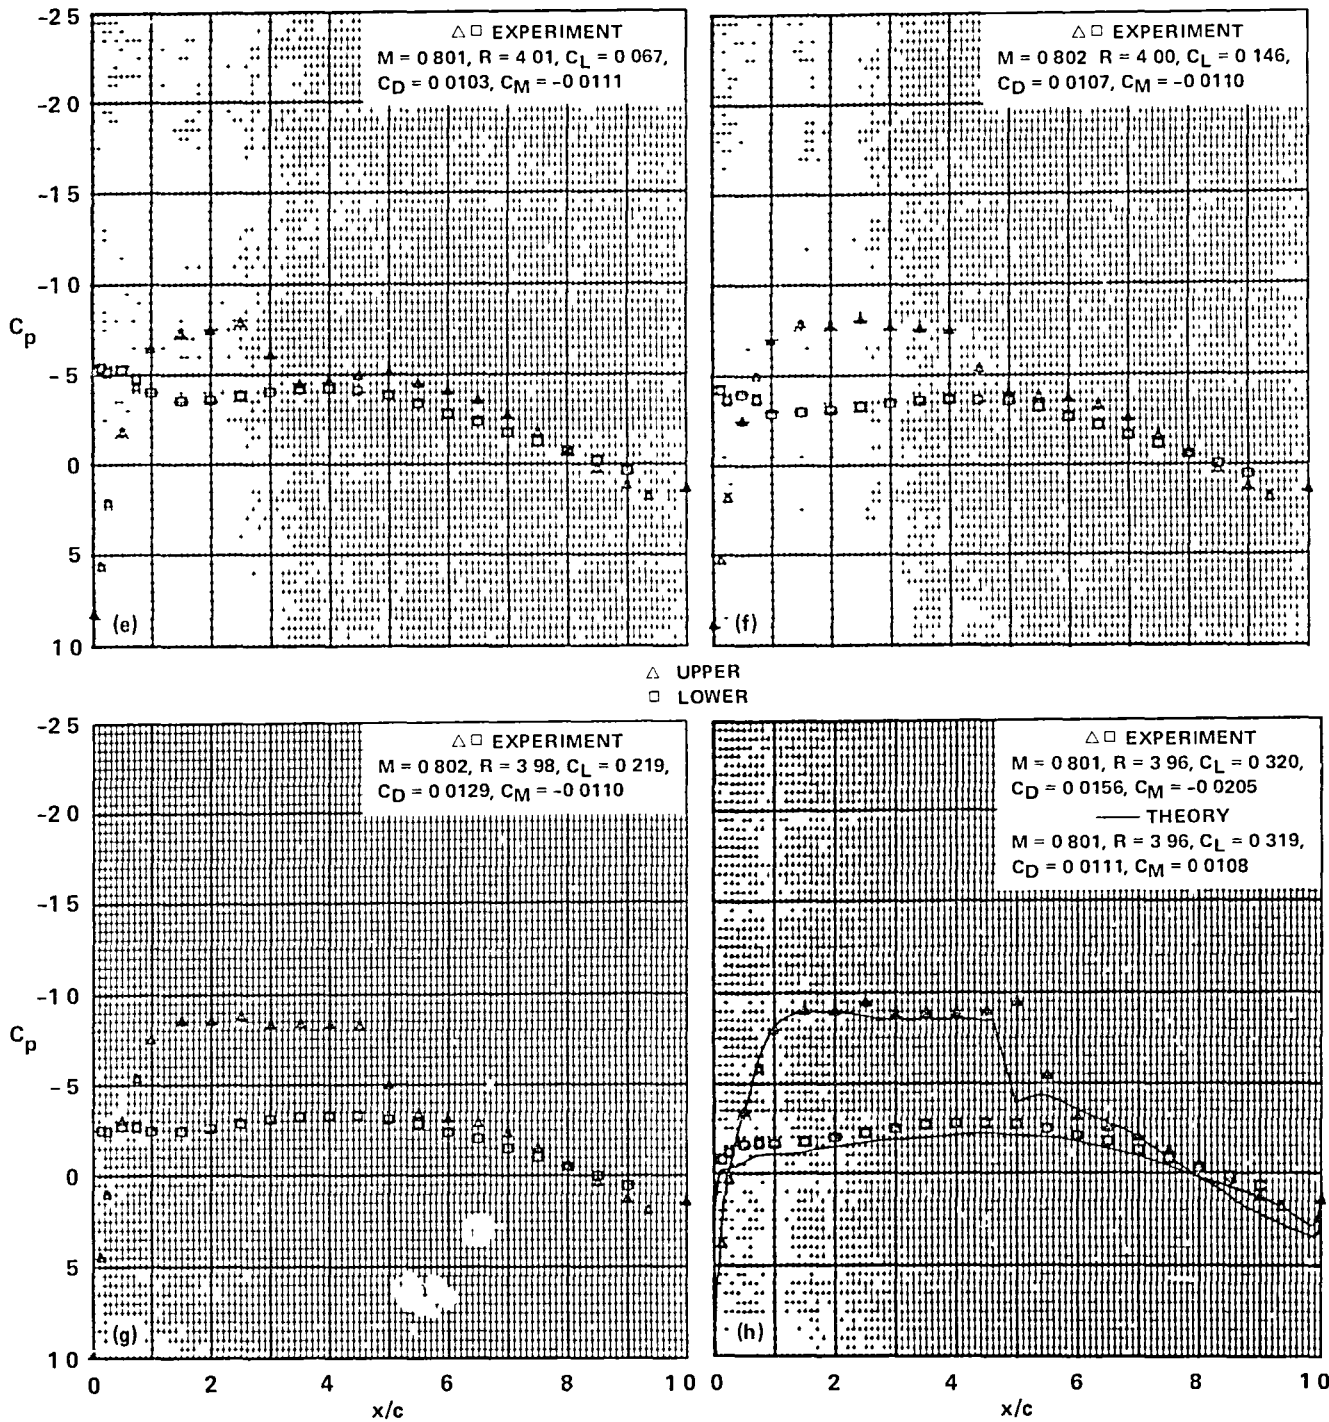 -2 5
-2 0
-1 5
-1 0
Cp
- 5
0
5
1 0
△ □ EXPERIMENT
M = 0 801, R = 4 01, CL = 0 067,
CD = 0 0103, CM = -0 0111
(e)
△ □ EXPERIMENT
M = 0 802 R = 4 00, CL = 0 146,
CD = 0 0107, CM = -0 0110
(f)
△ UPPER
□ LOWER
-2 5
-2 0
-1 5
-1 0
Cp
- 5
0
5
1 0
△ □ EXPERIMENT
M = 0 802, R = 3 98, CL = 0 219,
CD = 0 0129, CM = -0 0110
(g)
0 2 4 6 8 1 0
x/c
△ □ EXPERIMENT
M = 0 801, R = 3 96, CL = 0 320,
CD = 0 0156, CM = -0 0205
—— THEORY
M = 0 801, R = 3 96, CL = 0 319,
CD = 0 0111, CM = 0 0108
(h)
0 2 4 6 8 1 0
x/c